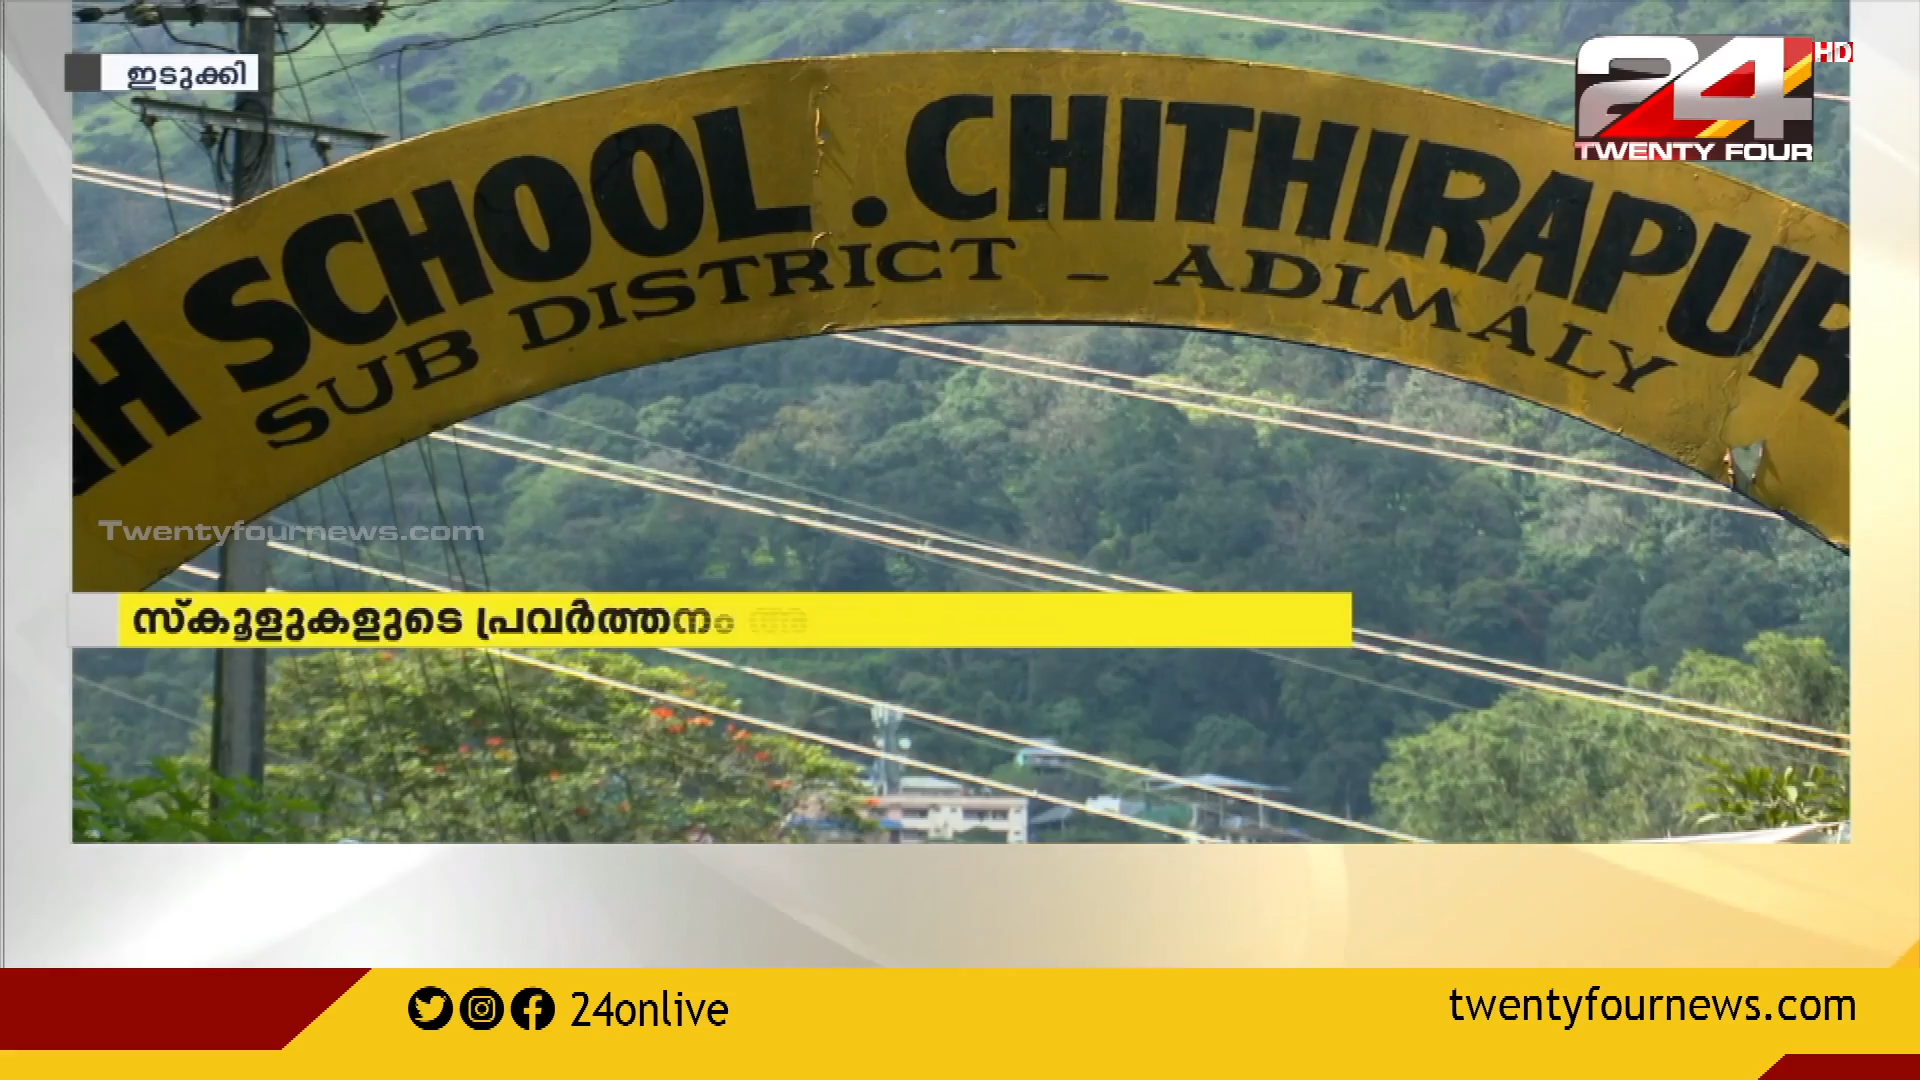 ഇടുക്കി
24 HD
TWENTY FOUR
SCHOOL . CHITHIRAPUR
SUB DISTRICT - ADIMALY
Twentyfournews.com
സ്കൂളുകളുടെ പ്രവർത്തനം
24onlive
twentyfournews.com